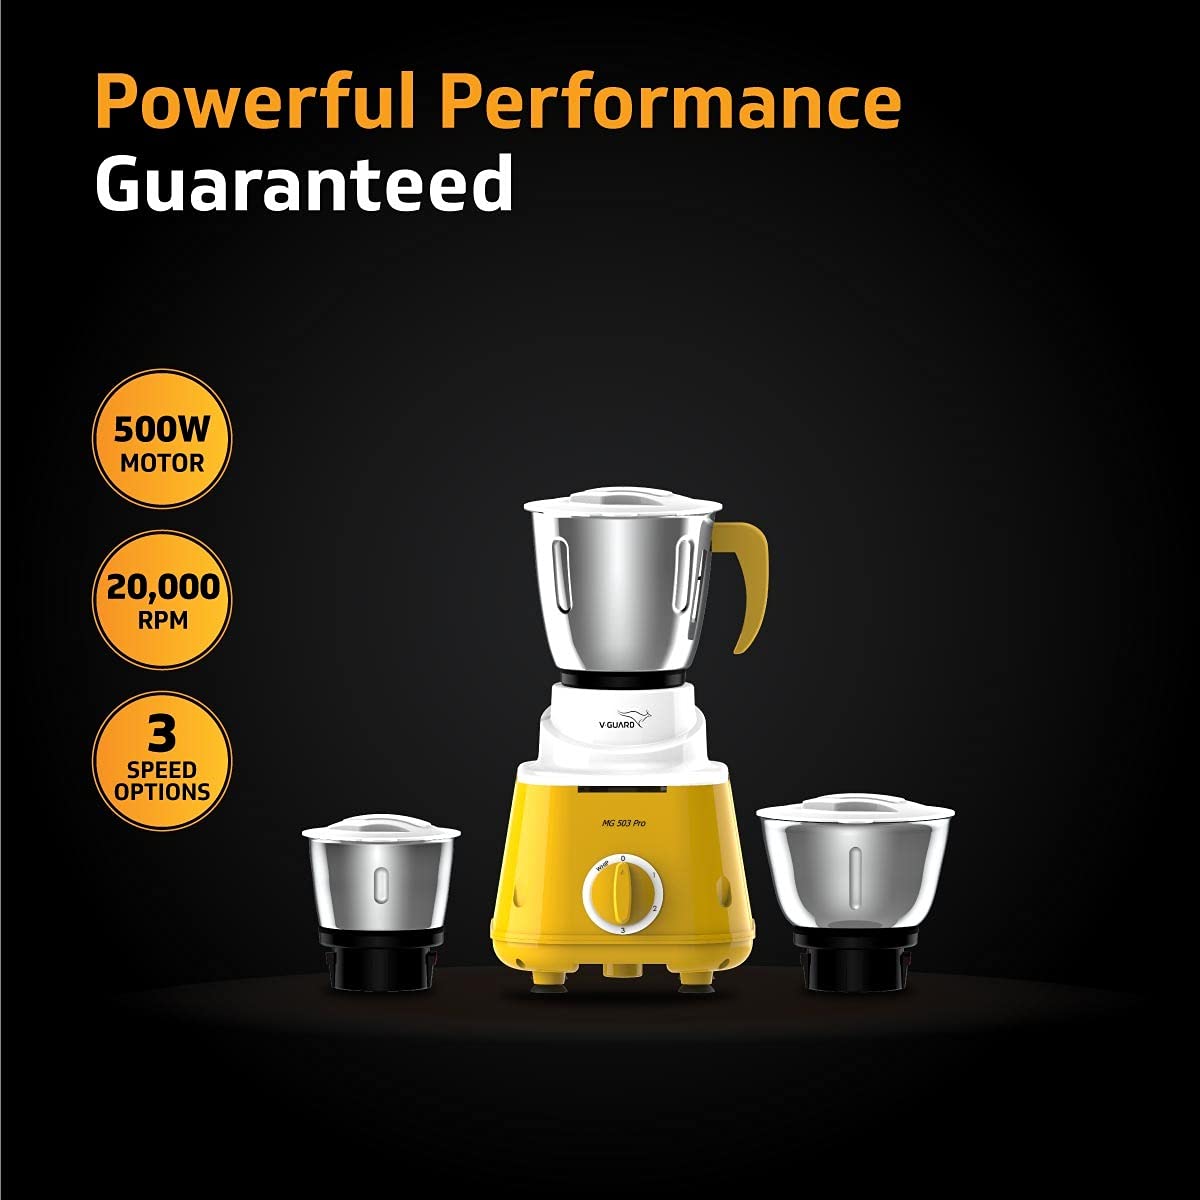 Powerful Performance
Guaranteed
500W
MOTOR
20,000
RPM
3
SPEED
OPTIONS
V-GUARD
MG 503 Pro
WHIP 0
1
2
3